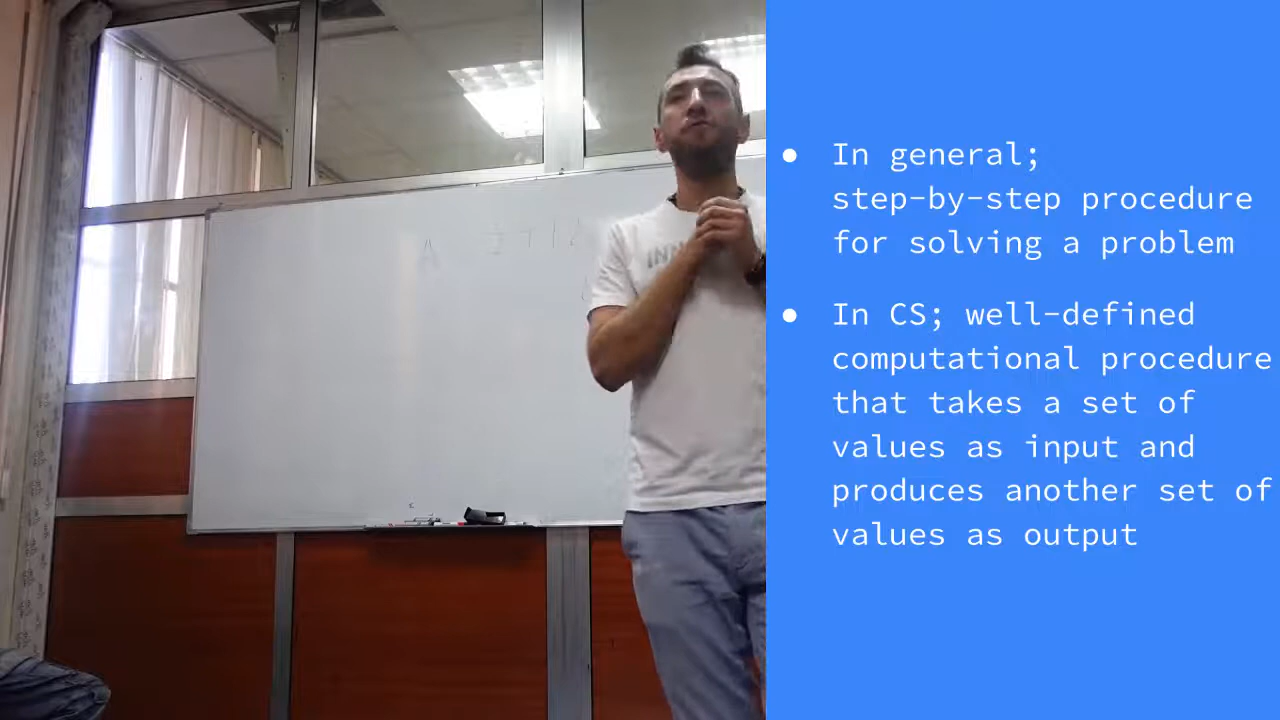 ● In general;
step-by-step procedure
for solving a problem
● In CS; well-defined
computational procedure
that takes a set of
values as input and
produces another set of
values as output